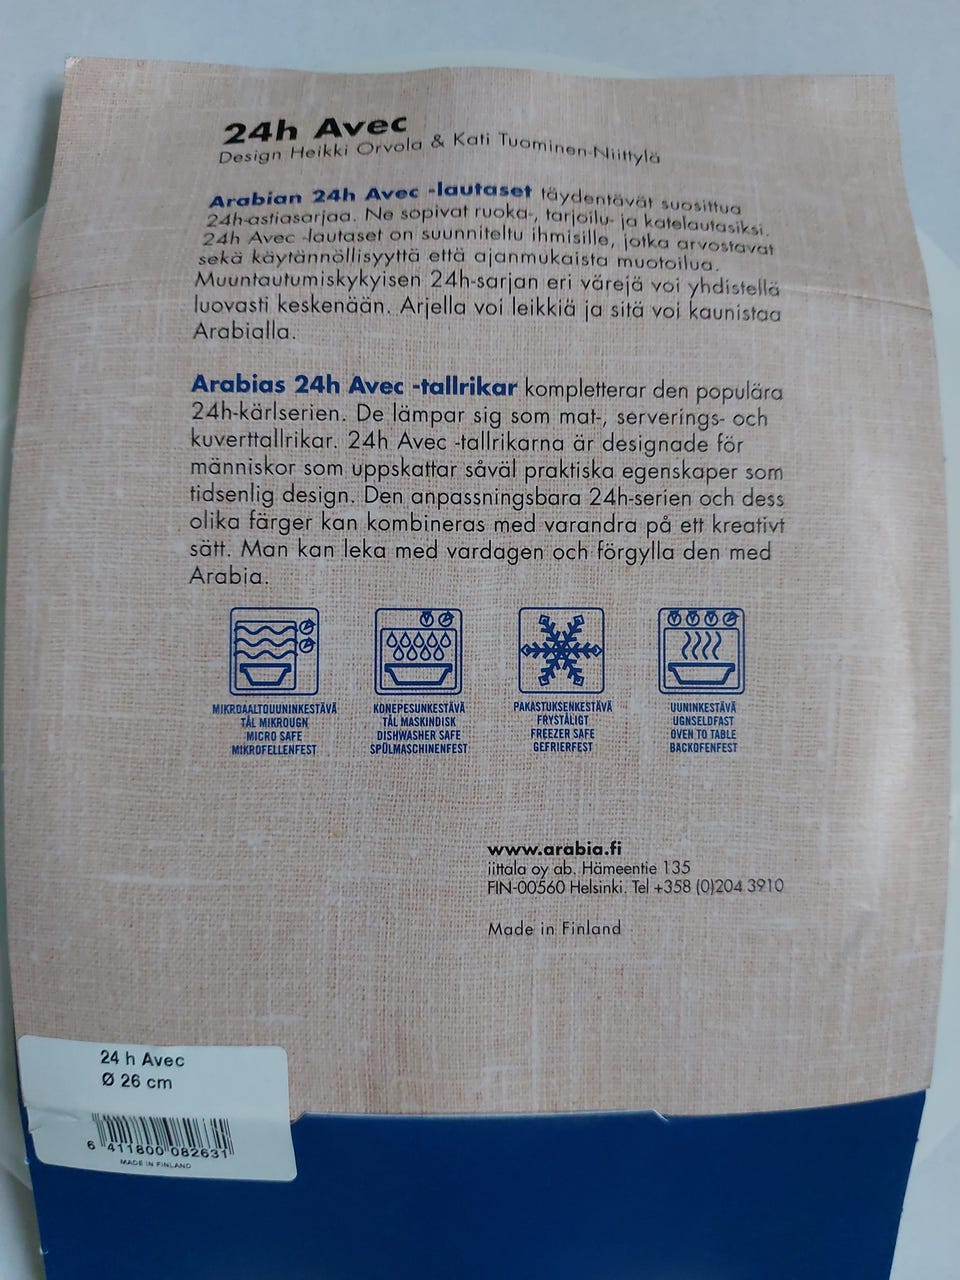 24h Avec
Design Heikki Orvola & Kati Tuominen-Niittylä
Arabian 24h Avec -lautaset täydentävät suosittua
24h-astiasarjaa. Ne sopivat ruoka-, tarjoilu- ja katelautasiksi.
24h Avec -lautaset on suunniteltu ihmisille, jotka arvostavat
sekä käytännöllisyyttä että ajanmukaista muotoilua.
Muuntautumiskykyisen 24h-sarjan eri värejä voi yhdistellä
luovasti keskenään. Arjella voi leikkiä ja sitä voi kaunistaa
Arabialla.
Arabias 24h Avec -tallrikar kompletterar den populära
24h-kärlserien. De lämpar sig som mat-, serverings- och
kuverttallrikar. 24h Avec -tallrikarna är designade för
människor som uppskattar såväl praktiska egenskaper som
tidsenlig design. Den anpassningsbara 24h-serien och dess
olika färger kan kombineras med varandra på ett kreativt
sätt. Man kan leka med vardagen och förgylla den med
Arabia.
MIKROAALTOUUNINKESTÄVÄ
TÅL MIKROUGN
MICRO SAFE
MIKROFELLENFEST
KONEPESUNKESTÄVÄ
TÅL MASKINDISK
DISHWASHER SAFE
SPÜLMASCHINENFEST
PAKASTUKSENKESTÄVÄ
FRYSTÅLIGT
FREEZER SAFE
GEFRIERFEST
UUNINKESTÄVÄ
UGNSELDFAST
OVEN TO TABLE
BACKOFENFEST
www.arabia.fi
iittala oy ab. Hämeentie 135
FIN-00560 Helsinki. Tel +358 (0)204 3910
Made in Finland
24 h Avec
Ø 26 cm
6 411800 082631
MADE IN FINLAND